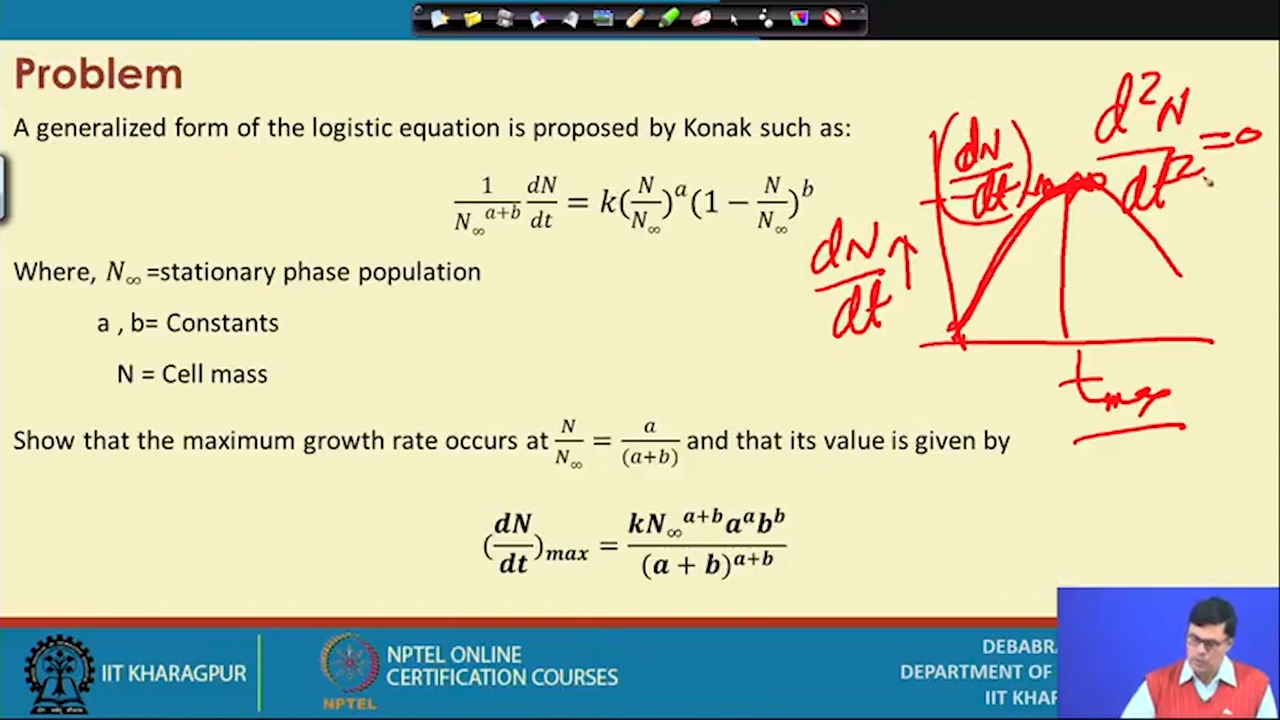 Problem
A generalized form of the logistic equation is proposed by Konak such as:
1/N∞^(a+b) dN/dt = k(N/N∞)^a (1 − N/N∞)^b
Where, N∞ =stationary phase population
a , b= Constants
N = Cell mass
Show that the maximum growth rate occurs at N/N∞ = a/(a+b) and that its value is given by
(dN/dt)max = kN∞^(a+b) a^a b^b / (a + b)^(a+b)
(dN/dt)max
d²N/dt² = 0
dN/dt ↑
tmax
IIT KHARAGPUR
NPTEL
NPTEL ONLINE
CERTIFICATION COURSES
DEBABRA
DEPARTMENT OF
IIT KHAR